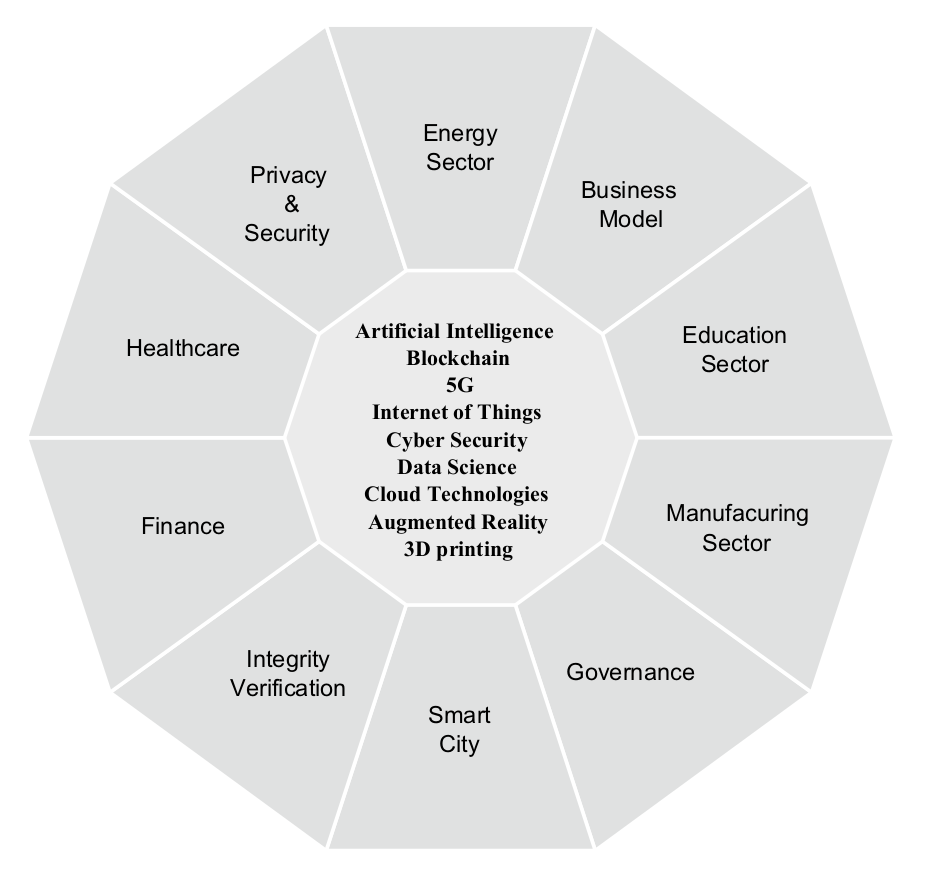 Energy
Sector
Business
Model
Education
Sector
Manufacuring
Sector
Governance
Smart
City
Integrity
Verification
Finance
Healthcare
Privacy
&
Security
Artificial Intelligence
Blockchain
5G
Internet of Things
Cyber Security
Data Science
Cloud Technologies
Augmented Reality
3D printing